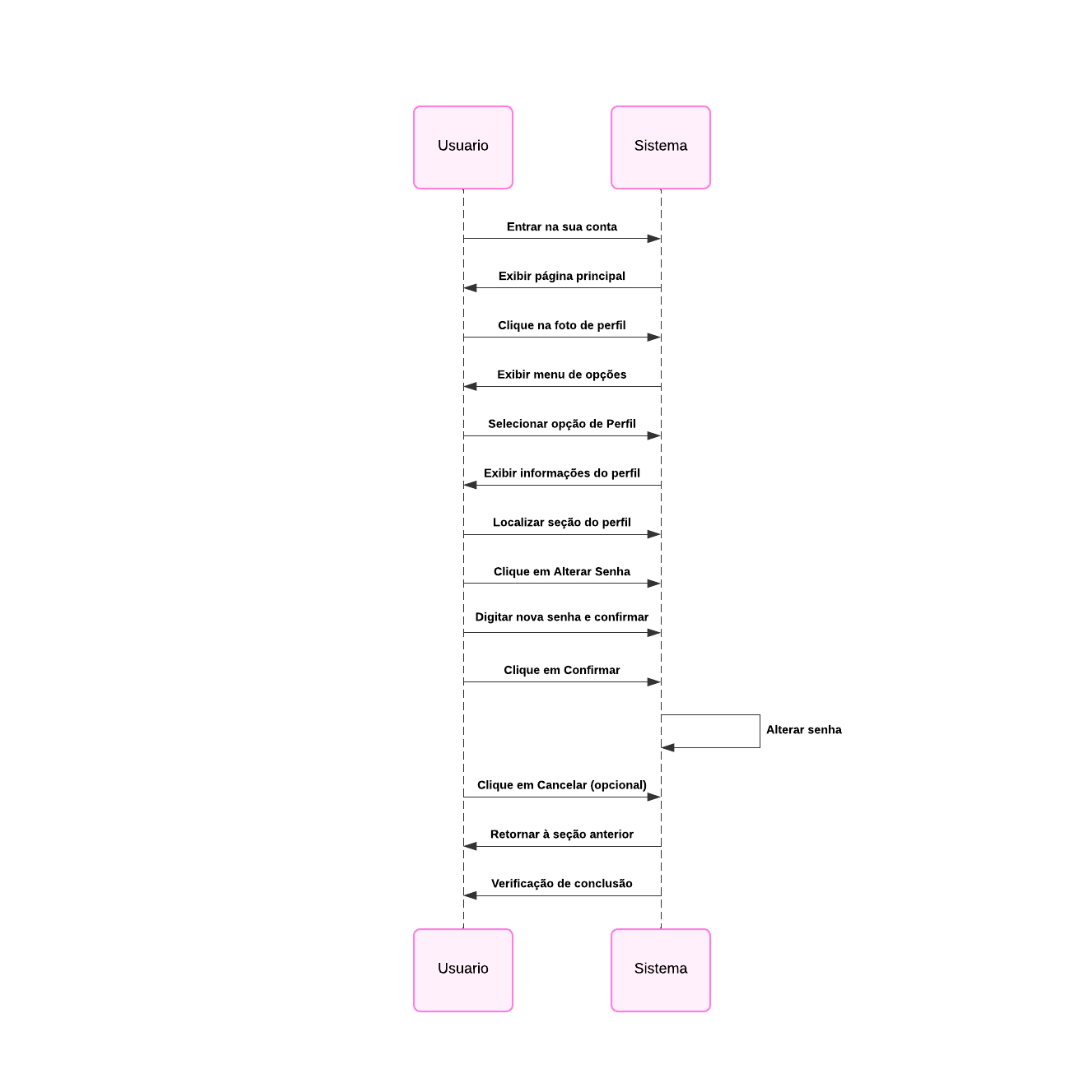 Usuario
Sistema
Entrar na sua conta
Exibir página principal
Clique na foto de perfil
Exibir menu de opções
Selecionar opção de Perfil
Exibir informações do perfil
Localizar seção do perfil
Clique em Alterar Senha
Digitar nova senha e confirmar
Clique em Confirmar
Alterar senha
Clique em Cancelar (opcional)
Retornar à seção anterior
Verificação de conclusão
Usuario
Sistema